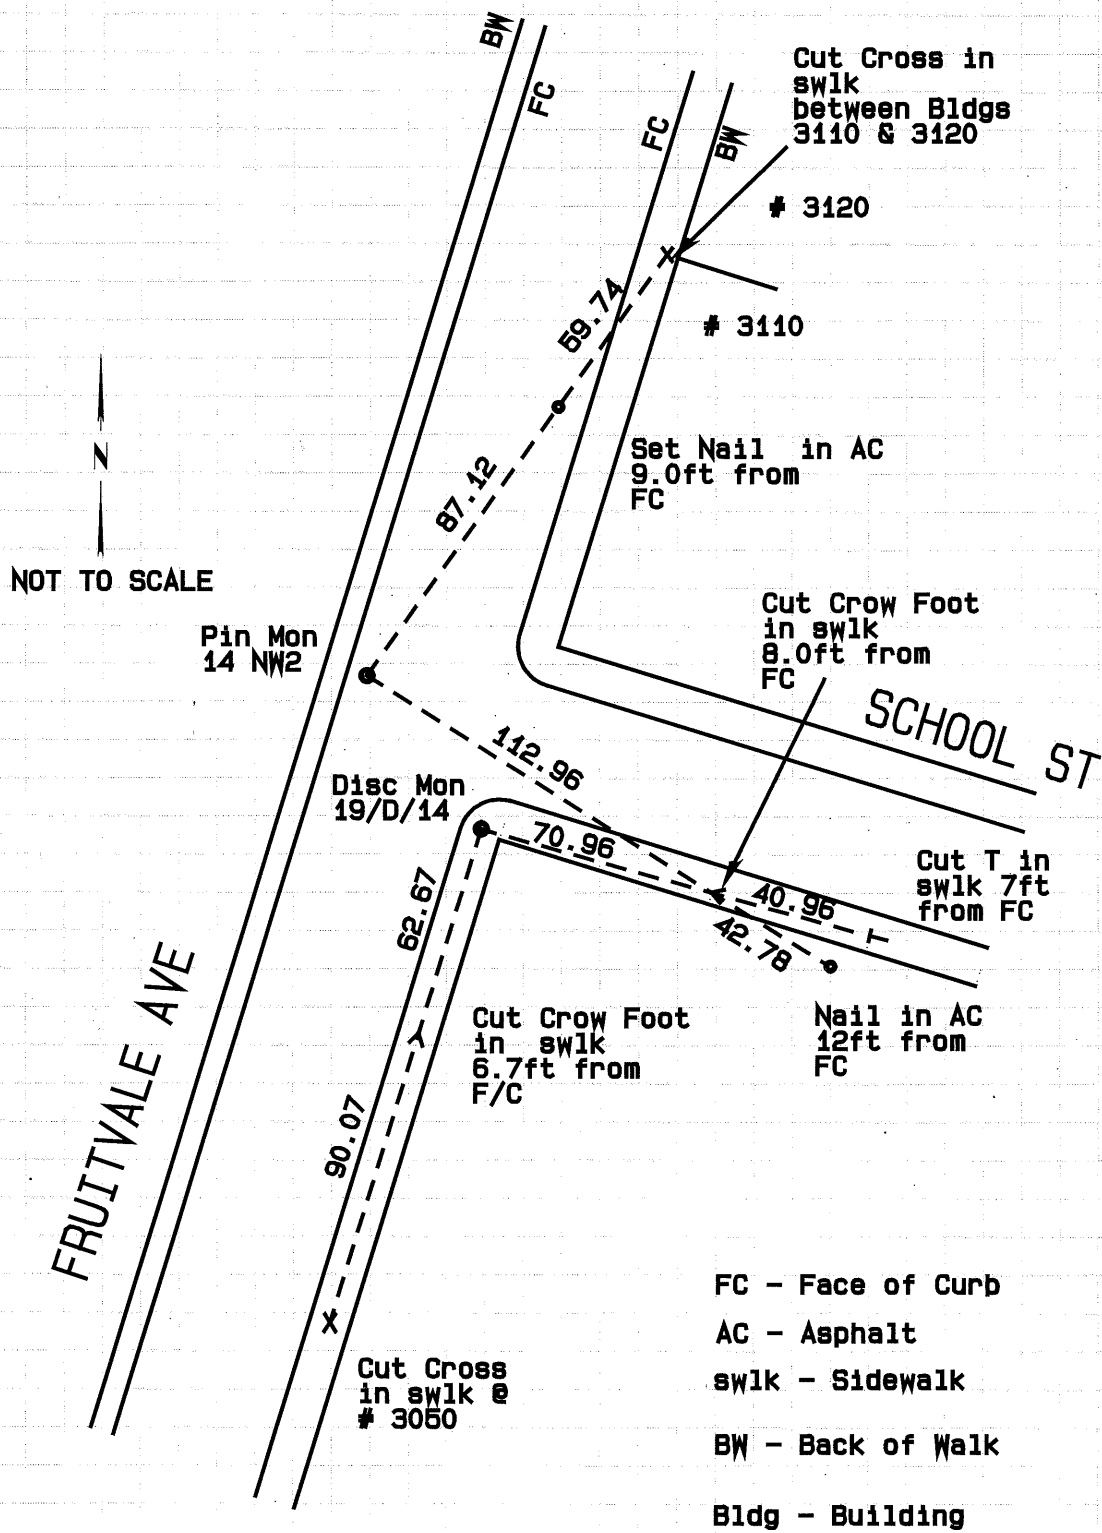 BW
FC
FC
BW
Cut Cross in
swlk
between Bldgs
3110 & 3120
# 3120
# 3110
59.74
87.12
Set Nail in AC
9.0ft from
FC
N
NOT TO SCALE
Pin Mon
14 NW2
Cut Crow Foot
in swlk
8.0ft from
FC
SCHOOL ST
112.96
Disc Mon
19/D/14
70.96
40.96
42.78
Cut T in
swlk 7ft
from FC
62.67
Nail in AC
12ft from
FC
Cut Crow Foot
in swlk
6.7ft from
F/C
FRUITVALE AVE
90.07
Cut Cross
in swlk @
# 3050
FC - Face of Curb
AC - Asphalt
swlk - Sidewalk
BW - Back of Walk
Bldg - Building